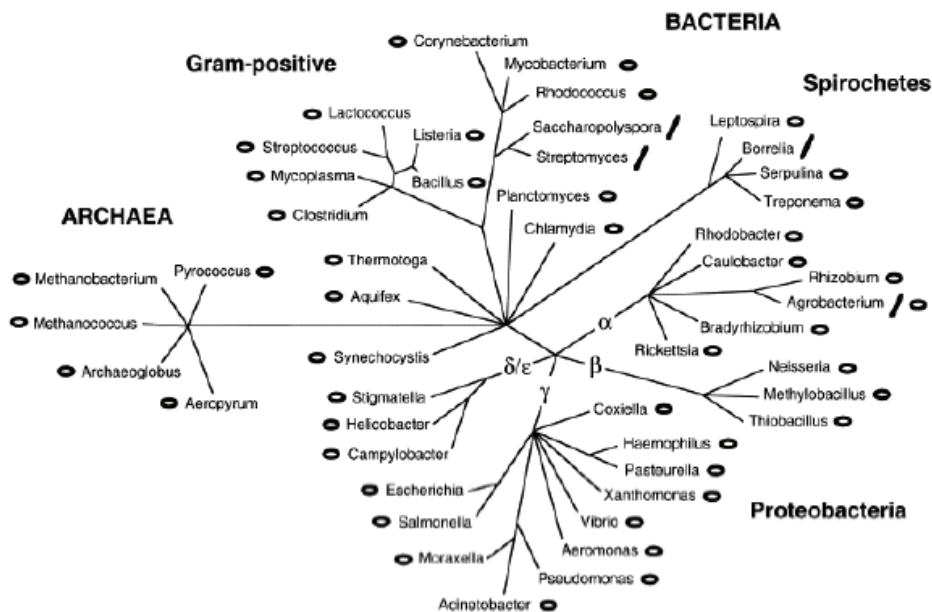 BACTERIA
Corynebacterium
Gram-positive
Mycobacterium
Spirochetes
Rhodococcus
Lactococcus
Leptospira
Saccharopolyspora
Listeria
Borrelia
Streptococcus
Streptomyces
Serpulina
Mycoplasma
Bacillus
Planctomyces
Treponema
ARCHAEA
Clostridium
Chlamydia
Rhodobacter
Thermotoga
Caulobacter
Pyrococcus
Methanobacterium
Rhizobium
Aquifex
Agrobacterium
Methanococcus
α
Bradyrhizobium
Synechocystis
Rickettsia
δ/ε
β
Neisseria
Archaeoglobus
γ
Stigmatella
Methylobacillus
Aeropyrum
Coxiella
Thiobacillus
Helicobacter
Haemophilus
Campylobacter
Pasteurella
Escherichia
Xanthomonas
Proteobacteria
Salmonella
Vibrio
Aeromonas
Moraxella
Pseudomonas
Acinetobacter